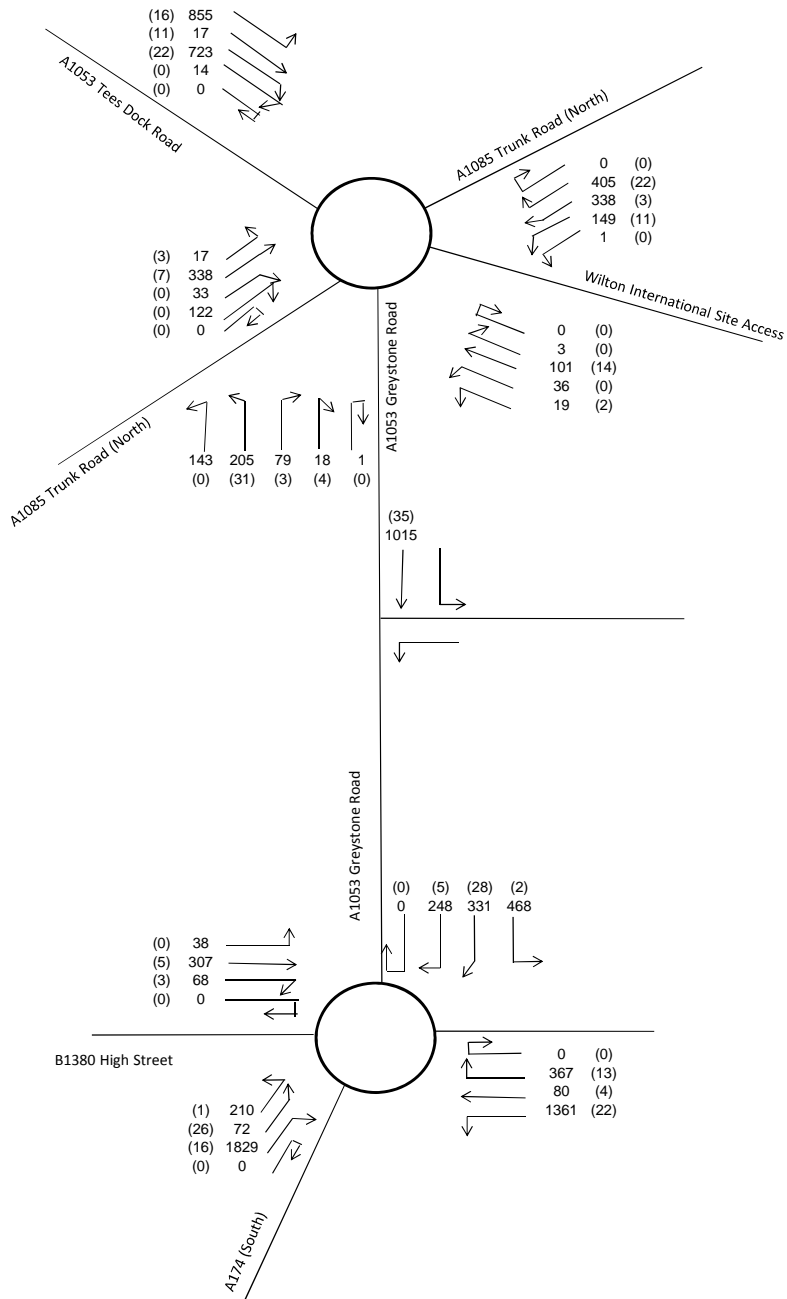 (16) 855
(11) 17
(22) 723
(0) 14
(0) 0
A1053 Tees Dock Road
A1085 Trunk Road (North)
0 (0)
405 (22)
338 (3)
149 (11)
1 (0)
(3) 17
(7) 338
(0) 33
(0) 122
(0) 0
Wilton International Site Access
0 (0)
3 (0)
101 (14)
36 (0)
19 (2)
A1053 Greystone Road
A1085 Trunk Road (North)
143 205 79 18 1
(0) (31) (3) (4) (0)
(35)
1015
A1053 Greystone Road
(0) (5) (28) (2)
0 248 331 468
(0) 38
(5) 307
(3) 68
(0) 0
B1380 High Street
0 (0)
367 (13)
80 (4)
1361 (22)
(1) 210
(26) 72
(16) 1829
(0) 0
A174 (South)